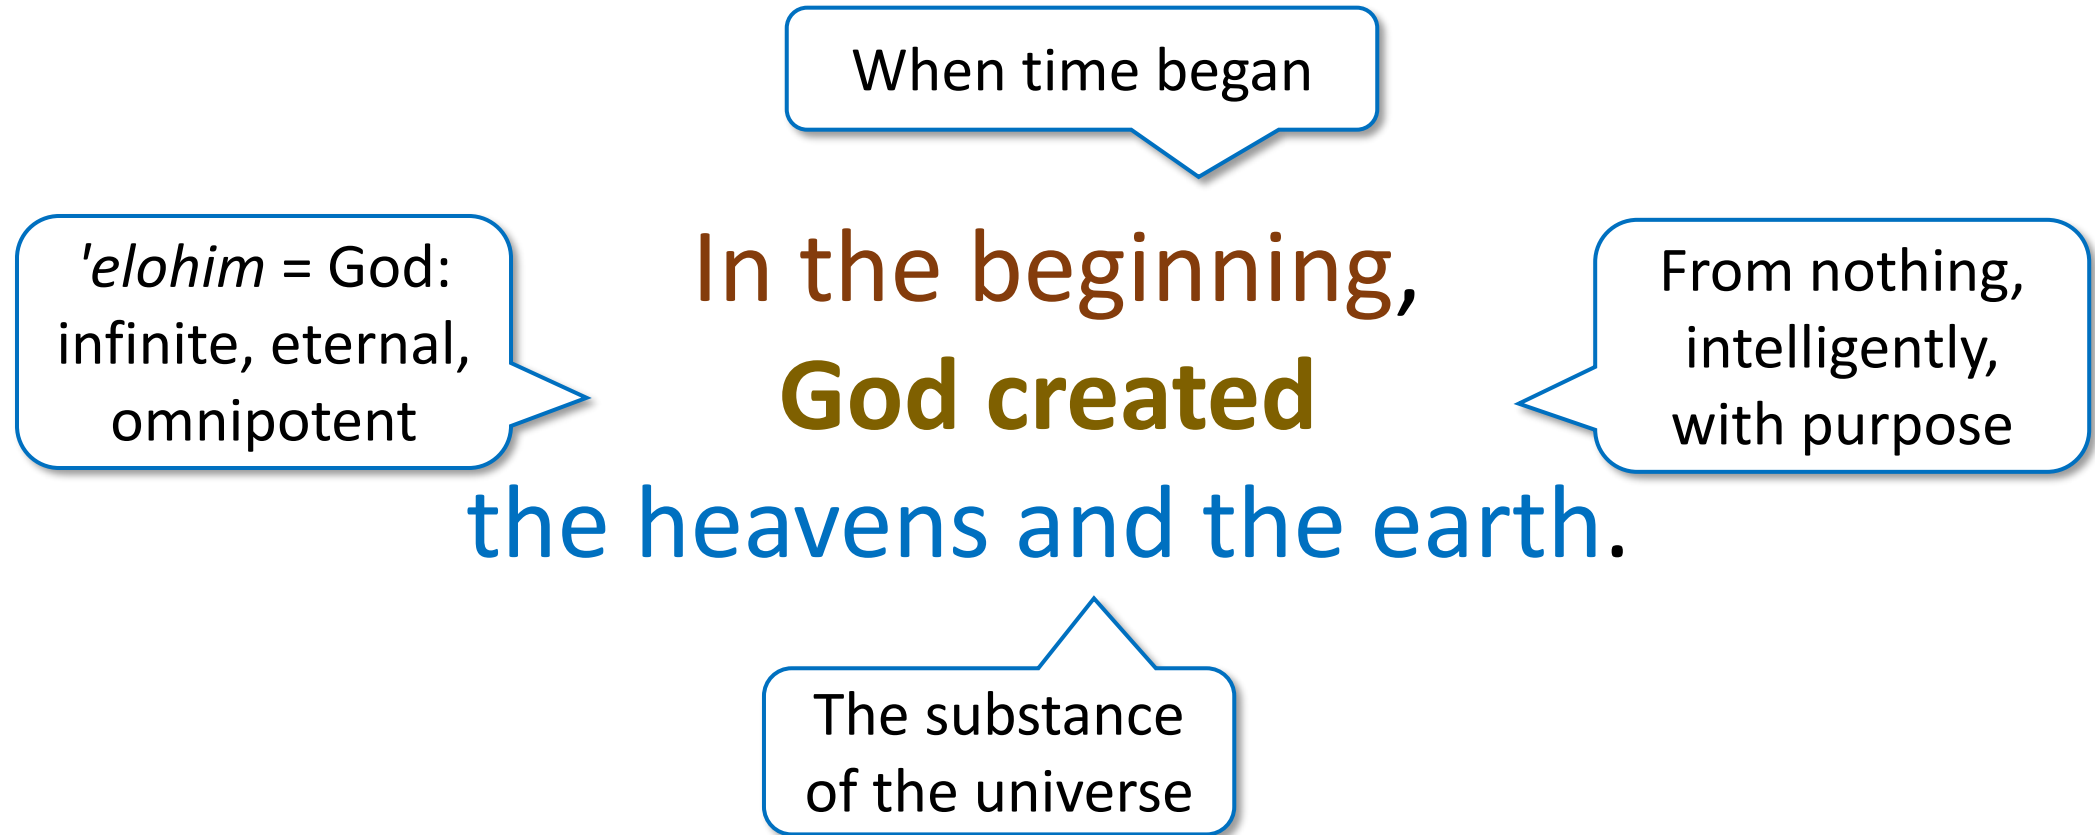 When time began
'elohim = God:
infinite, eternal,
omnipotent
In the beginning,
God created
the heavens and the earth.
From nothing,
intelligently,
with purpose
The substance
of the universe